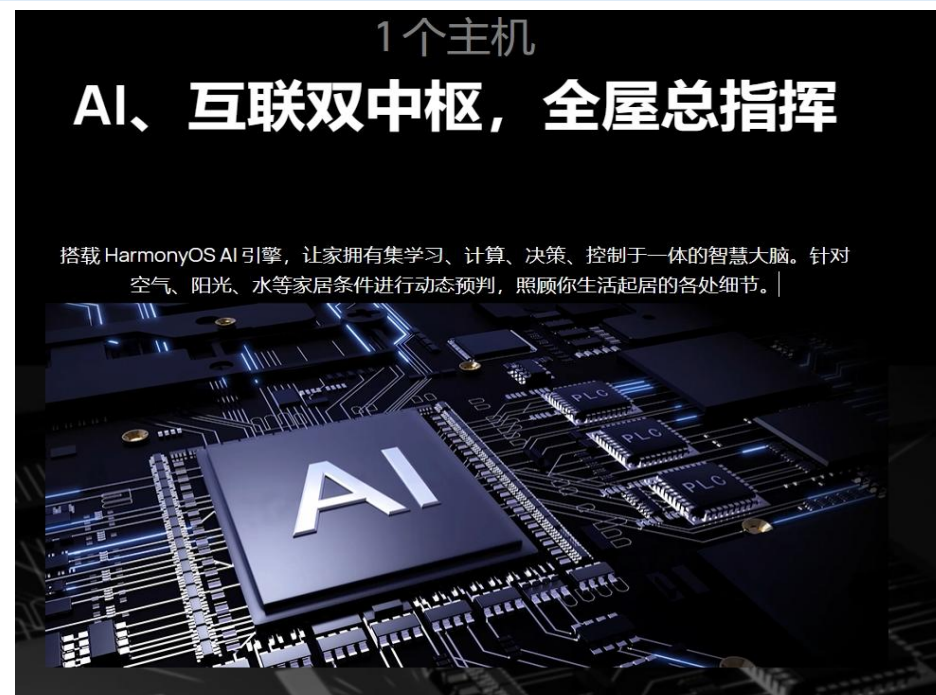 1个主机
AI、互联双中枢，全屋总指挥
搭载 HarmonyOS AI 引擎，让家拥有集学习、计算、决策、控制于一体的智慧大脑。针对
空气、阳光、水等家居条件进行动态预判，照顾你生活起居的各处细节。
PLC
PLC
PLC
AI